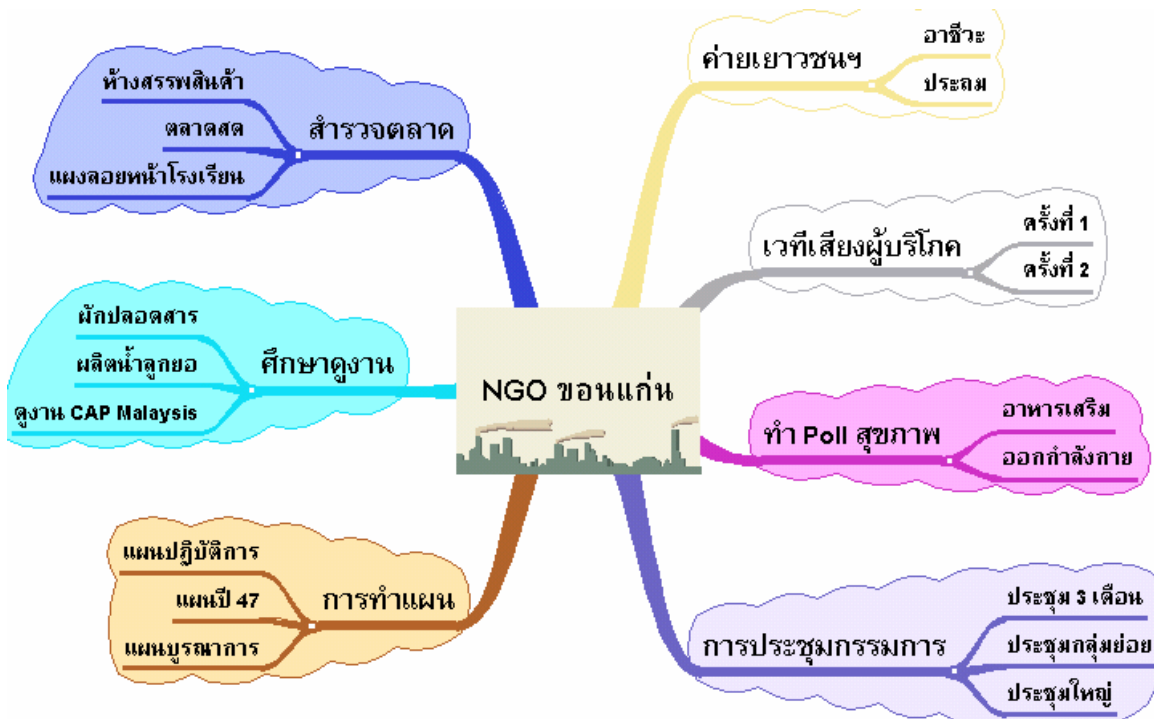 NGO ขอนแก่น
ค่ายเยาวชนฯ
อาชีวะ
ประถม
เวทีเสียงผู้บริโภค
ครั้งที่ 1
ครั้งที่ 2
ทำ Poll สุขภาพ
อาหารเสริม
ออกกำลังกาย
การประชุมกรรมการ
ประชุม 3 เดือน
ประชุมกลุ่มย่อย
ประชุมใหญ่
การทำแผน
แผนปฏิบัติการ
แผนปี 47
แผนบูรณาการ
ศึกษาดูงาน
ผักปลอดสาร
ผลิตน้ำลูกยอ
ดูงาน CAP Malaysis
สำรวจตลาด
ห้างสรรพสินค้า
ตลาดสด
แผงลอยหน้าโรงเรียน